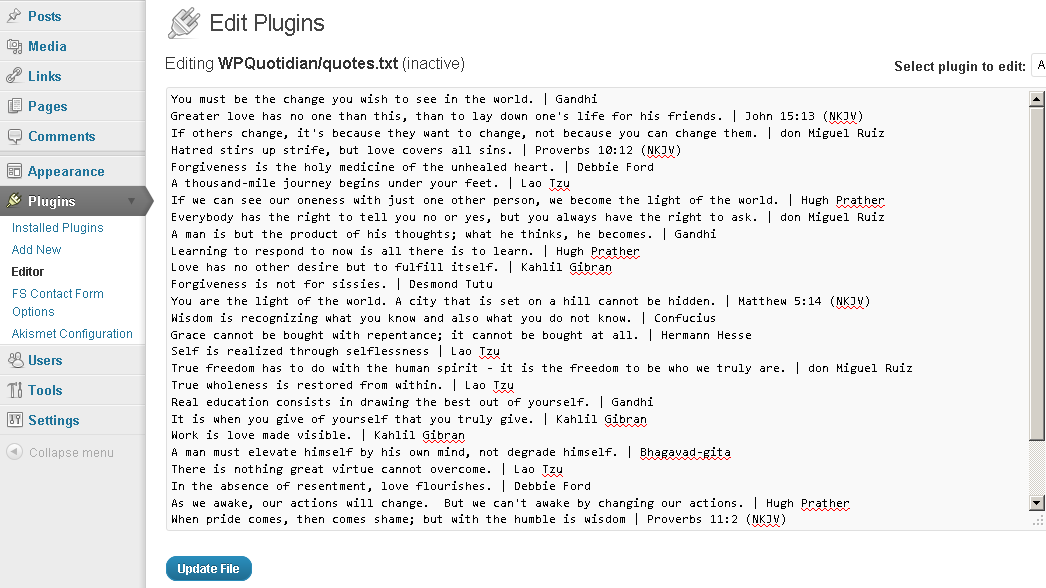 Posts
Media
Links
Pages
Comments
Appearance
Plugins
Installed Plugins
Add New
Editor
FS Contact Form
Options
Akismet Configuration
Users
Tools
Settings
Collapse menu
Edit Plugins
Editing WPQuotidian/quotes.txt (inactive)
Select plugin to edit: A
You must be the change you wish to see in the world. | Gandhi
Greater love has no one than this, than to lay down one's life for his friends. | John 15:13 (NKJV)
If others change, it's because they want to change, not because you can change them. | don Miguel Ruiz
Hatred stirs up strife, but love covers all sins. | Proverbs 10:12 (NKJV)
Forgiveness is the holy medicine of the unhealed heart. | Debbie Ford
A thousand-mile journey begins under your feet. | Lao Tzu
If we can see our oneness with just one other person, we become the light of the world. | Hugh Prather
Everybody has the right to tell you no or yes, but you always have the right to ask. | don Miguel Ruiz
A man is but the product of his thoughts; what he thinks, he becomes. | Gandhi
Learning to respond to now is all there is to learn. | Hugh Prather
Love has no other desire but to fulfill itself. | Kahlil Gibran
Forgiveness is not for sissies. | Desmond Tutu
You are the light of the world. A city that is set on a hill cannot be hidden. | Matthew 5:14 (NKJV)
Wisdom is recognizing what you know and also what you do not know. | Confucius
Grace cannot be bought with repentance; it cannot be bought at all. | Hermann Hesse
Self is realized through selflessness | Lao Tzu
True freedom has to do with the human spirit - it is the freedom to be who we truly are. | don Miguel Ruiz
True wholeness is restored from within. | Lao Tzu
Real education consists in drawing the best out of yourself. | Gandhi
It is when you give of yourself that you truly give. | Kahlil Gibran
Work is love made visible. | Kahlil Gibran
A man must elevate himself by his own mind, not degrade himself. | Bhagavad-gita
There is nothing great virtue cannot overcome. | Lao Tzu
In the absence of resentment, love flourishes. | Debbie Ford
As we awake, our actions will change.  But we can't awake by changing our actions. | Hugh Prather
When pride comes, then comes shame; but with the humble is wisdom | Proverbs 11:2 (NKJV)
Update File